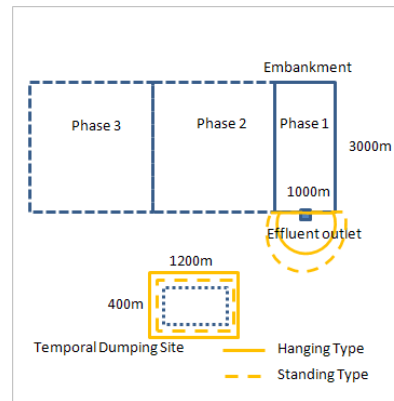 Embankment
Phase 3
Phase 2
Phase 1
3000m
1000m
Effluent outlet
1200m
400m
Temporal Dumping Site
Hanging Type
Standing Type